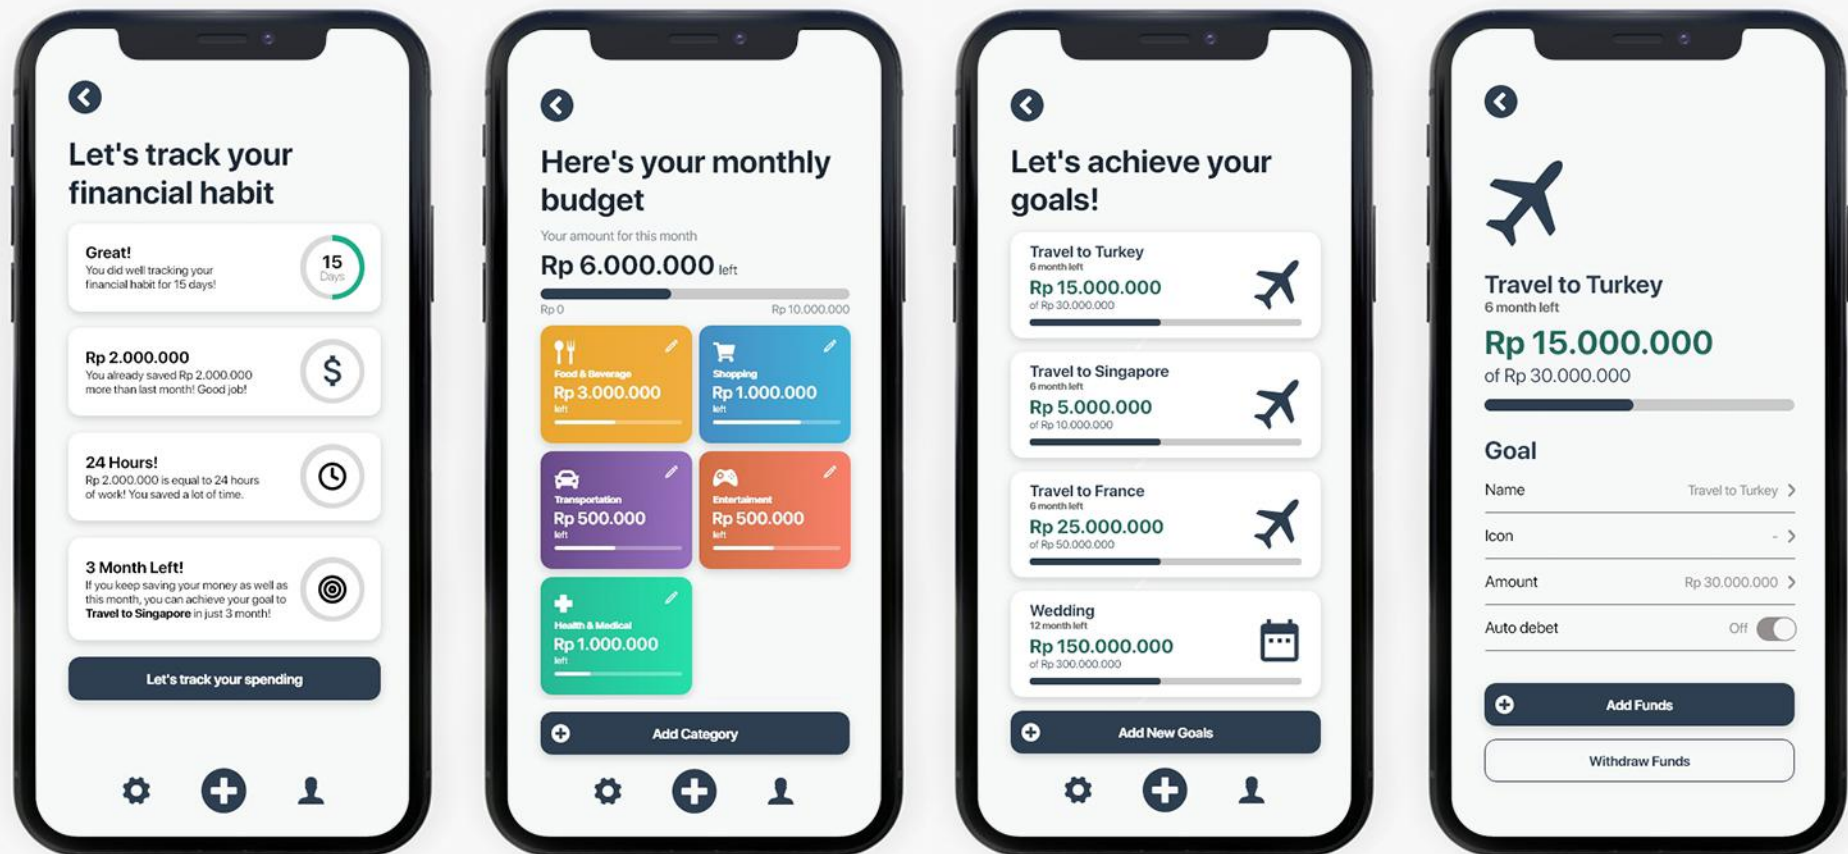 Let's track your
financial habit
Great!
You did well tracking your
financial habit for 15 days!
15
Days
Rp 2.000.000
You already saved Rp 2.000.000
more than last month! Good job!
$
24 Hours!
Rp 2.000.000 is equal to 24 hours
of work! You saved a lot of time.
3 Month Left!
If you keep saving your money as well as
this month, you can achieve your goal to
Travel to Singapore in just 3 month!
Let's track your spending
Here's your monthly
budget
Your amount for this month
Rp 6.000.000 left
Rp 0
Rp 10.000.000
Food & Beverage
Rp 3.000.000
left
Shopping
Rp 1.000.000
left
Transportation
Rp 500.000
left
Entertaiment
Rp 500.000
left
Health & Medical
Rp 1.000.000
left
Add Category
Let's achieve your
goals!
Travel to Turkey
6 month left
Rp 15.000.000
of Rp 30.000.000
Travel to Singapore
6 month left
Rp 5.000.000
of Rp 10.000.000
Travel to France
6 month left
Rp 25.000.000
of Rp 50.000.000
Wedding
12 month left
Rp 150.000.000
of Rp 300.000.000
Add New Goals
Travel to Turkey
6 month left
Rp 15.000.000
of Rp 30.000.000
Goal
Name
Travel to Turkey
Icon
-
Amount
Rp 30.000.000
Auto debet
Off
Add Funds
Withdraw Funds